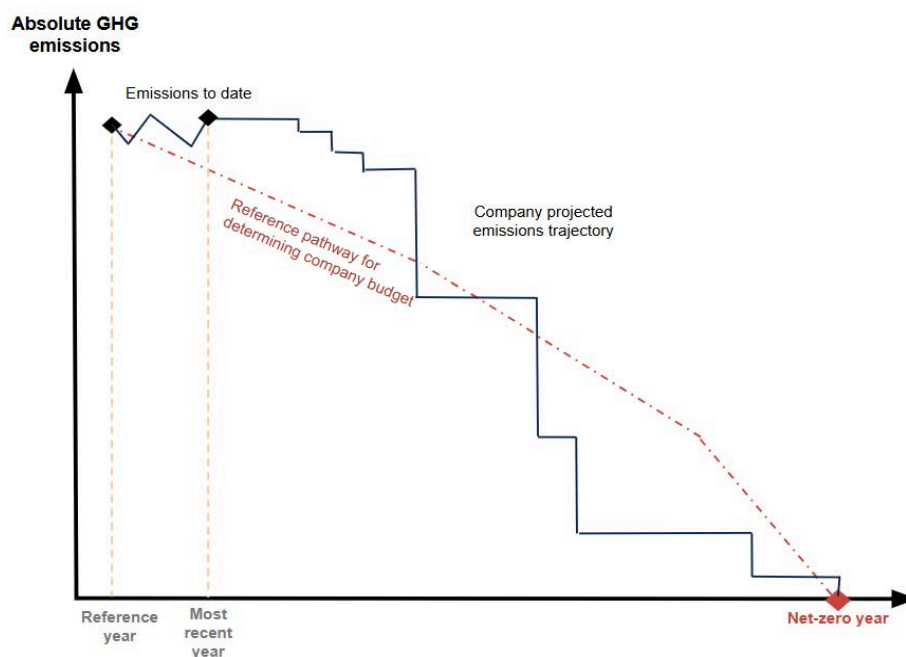 Absolute GHG
emissions
Emissions to date
Reference pathway for
determining company budget
Company projected
emissions trajectory
Reference
year
Most
recent
year
Net-zero year